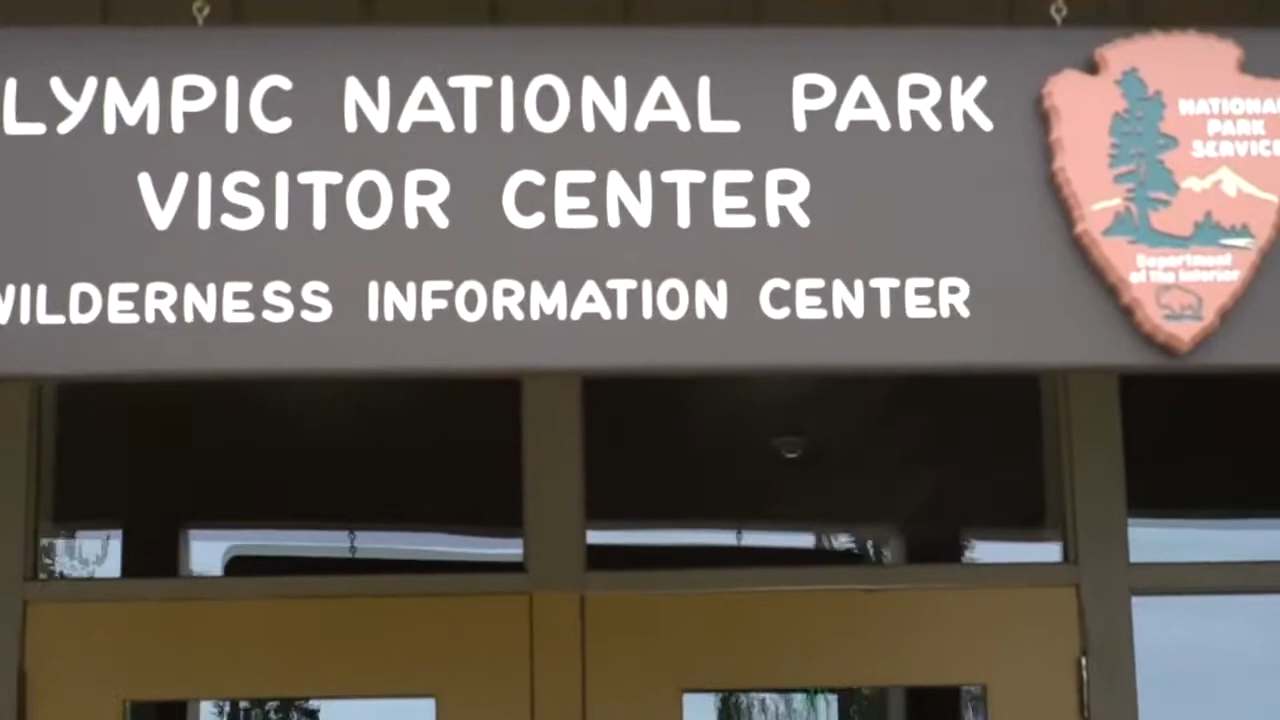 LYMPIC NATIONAL PARK
VISITOR CENTER
WILDERNESS INFORMATION CENTER
NATIONAL
PARK
SERVICE
Department
of the Interior